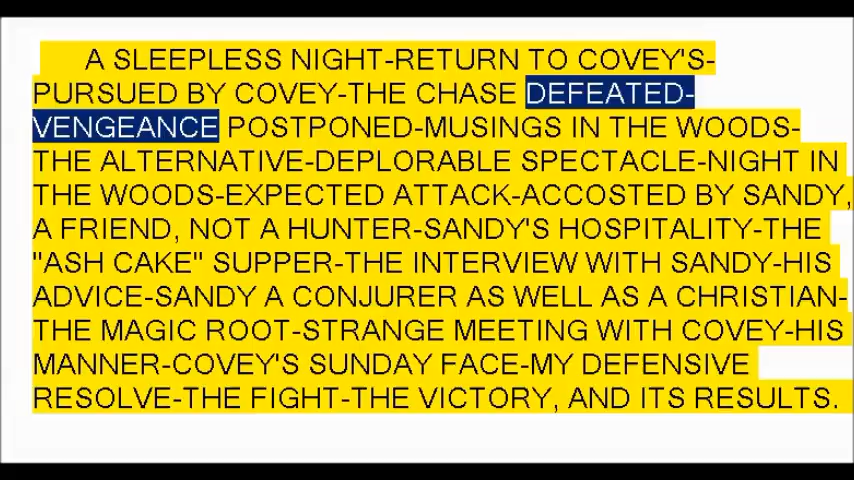 A SLEEPLESS NIGHT-RETURN TO COVEY'S-
PURSUED BY COVEY-THE CHASE DEFEATED-
VENGEANCE POSTPONED-MUSINGS IN THE WOODS-
THE ALTERNATIVE-DEPLORABLE SPECTACLE-NIGHT IN
THE WOODS-EXPECTED ATTACK-ACCOSTED BY SANDY,
A FRIEND, NOT A HUNTER-SANDY'S HOSPITALITY-THE
"ASH CAKE" SUPPER-THE INTERVIEW WITH SANDY-HIS
ADVICE-SANDY A CONJURER AS WELL AS A CHRISTIAN-
THE MAGIC ROOT-STRANGE MEETING WITH COVEY-HIS
MANNER-COVEY'S SUNDAY FACE-MY DEFENSIVE
RESOLVE-THE FIGHT-THE VICTORY, AND ITS RESULTS.